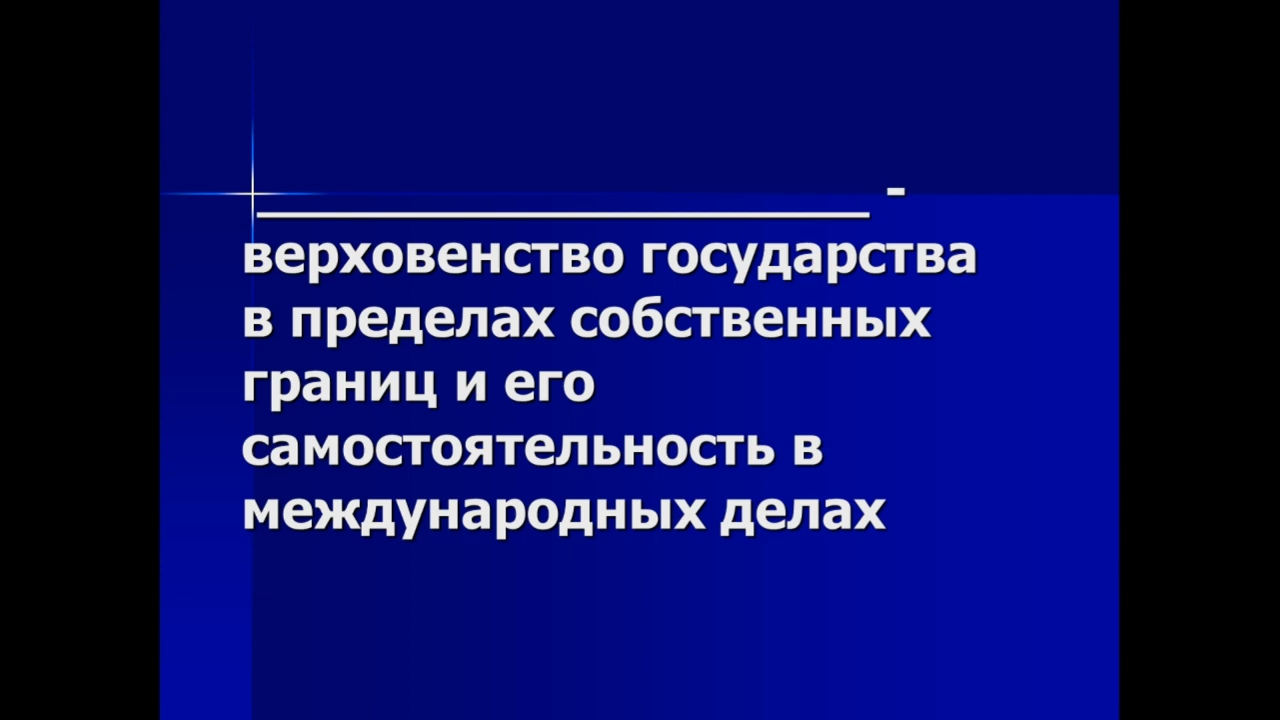 _______________________ -
верховенство государства
в пределах собственных
границ и его
самостоятельность в
международных делах